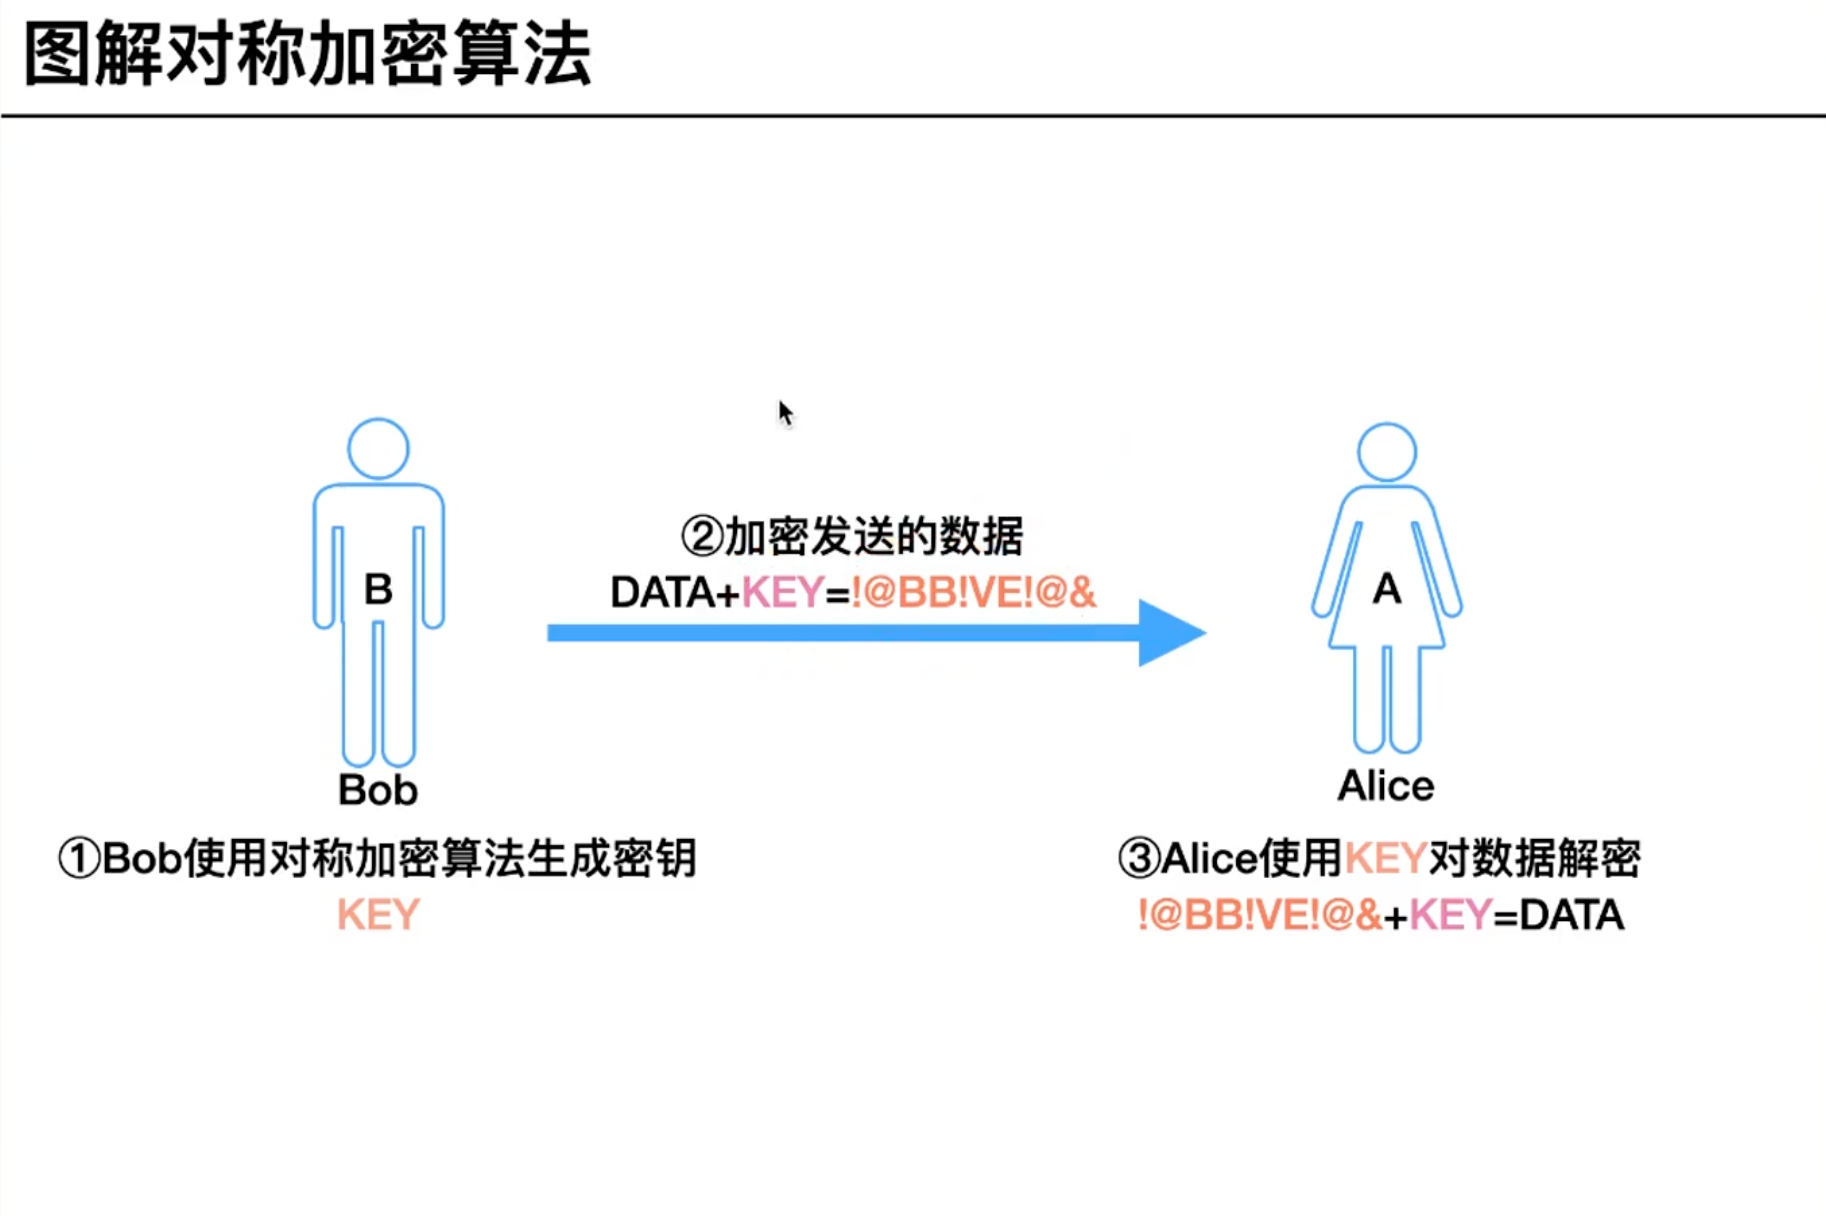 图解对称加密算法
②加密发送的数据
DATA+KEY=!@BB!VE!@&
B
A
Bob
Alice
①Bob使用对称加密算法生成密钥
KEY
③Alice使用KEY对数据解密
!@BB!VE!@&+KEY=DATA